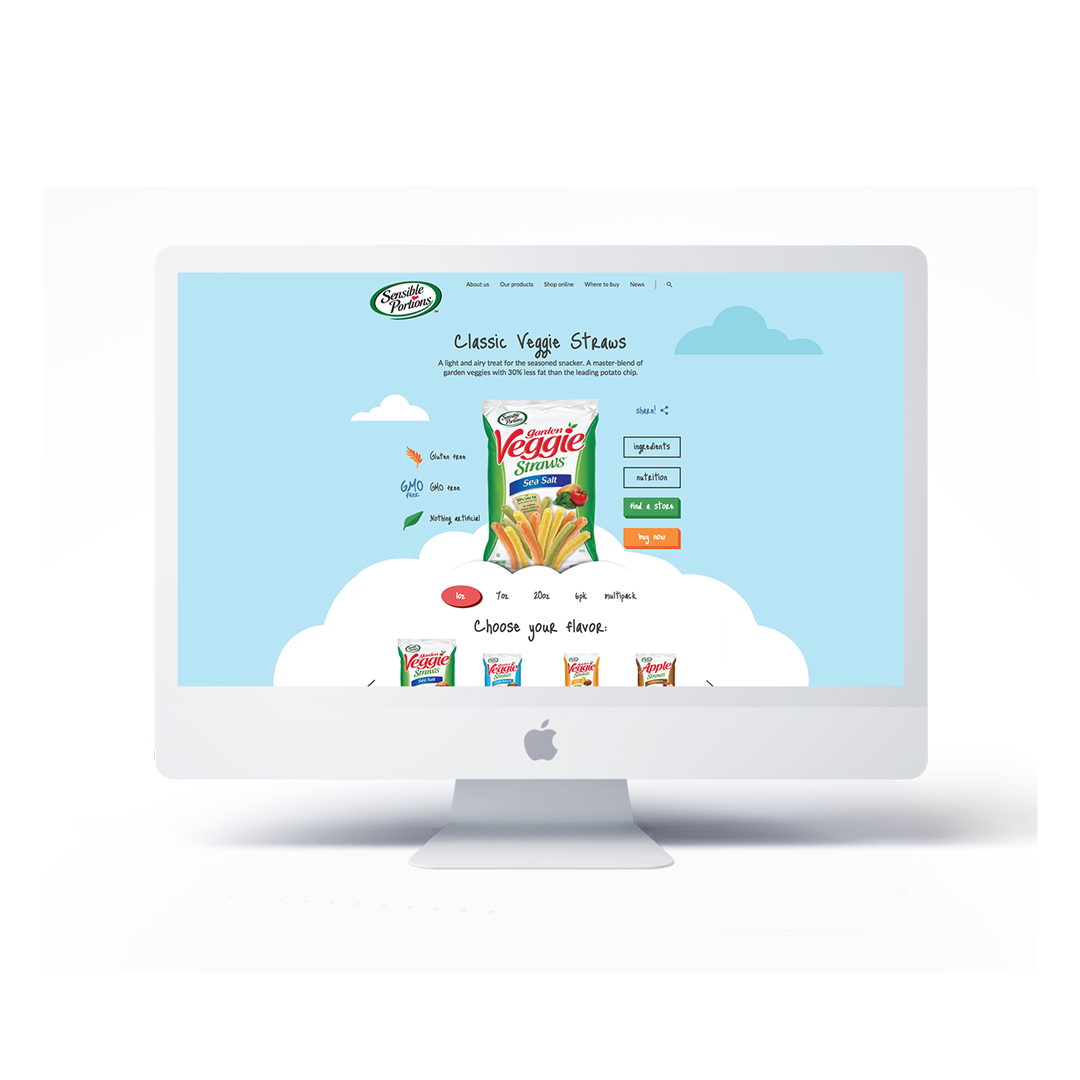 Sensible
Portions
About us
Our products
Shop online
Where to buy
News
Classic Veggie Straws
A light and airy treat for the seasoned snacker. A master-blend of
garden veggies with 30% less fat than the leading potato chip.
share!
Sensible
Portions
garden
Veggie
Straws
Sea Salt
Gluten free
GMO
FREE
GMO free
Nothing artificial
ingredients
nutrition
find a store
buy now
1oz
7oz
20oz
6pk
multipack
Choose your flavor:
garden
Veggie
Straws
Sea Salt
Veggie
Straws
Veggie
Straws
Apple
Straws